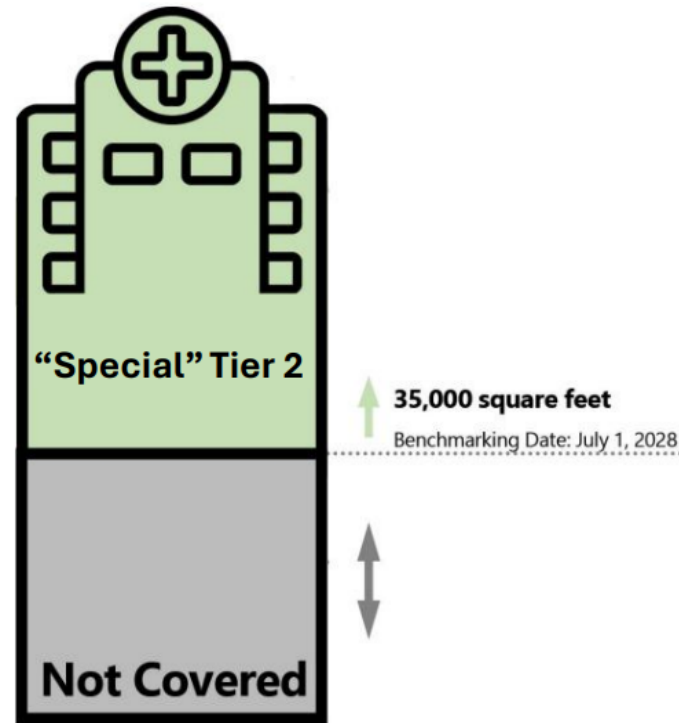 “Special” Tier 2
35,000 square feet
Benchmarking Date: July 1, 2028
Not Covered